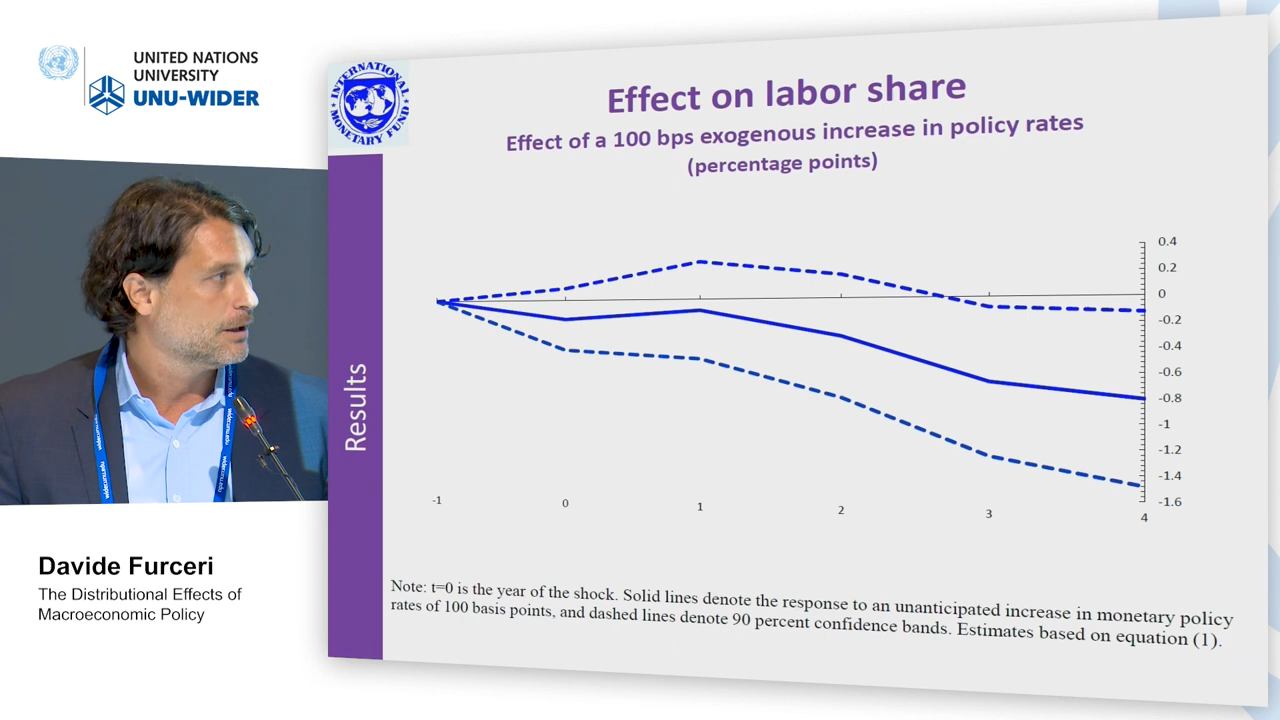 UNITED NATIONS
UNIVERSITY
UNU-WIDER
INTERNATIONAL MONETARY FUND
Effect on labor share
Effect of a 100 bps exogenous increase in policy rates
(percentage points)
Results
0.4
0.2
0
-0.2
-0.4
-0.6
-0.8
-1
-1.2
-1.4
-1.6
-1 0 1 2 3 4
Note: t=0 is the year of the shock. Solid lines denote the response to an unanticipated increase in monetary policy
rates of 100 basis points, and dashed lines denote 90 percent confidence bands. Estimates based on equation (1).
Davide Furceri
The Distributional Effects of
Macroeconomic Policy